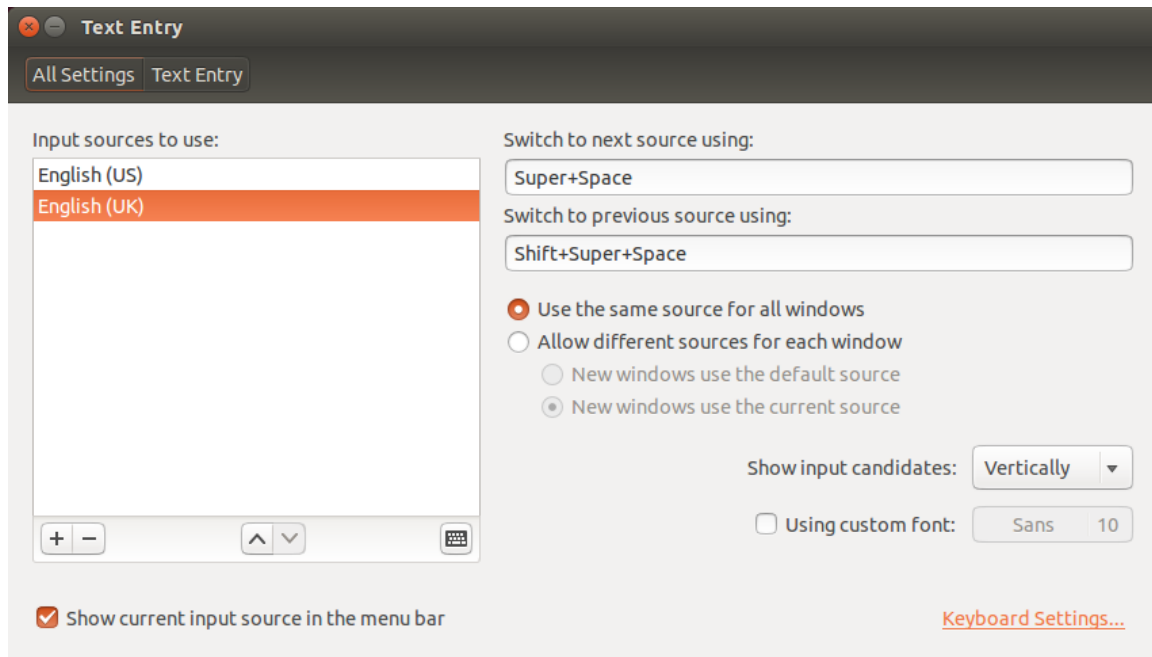 Text Entry
All Settings Text Entry
Input sources to use:
English (US)
English (UK)
Switch to next source using:
Super+Space
Switch to previous source using:
Shift+Super+Space
Use the same source for all windows
Allow different sources for each window
New windows use the default source
New windows use the current source
Show input candidates: Vertically
Using custom font: Sans 10
Show current input source in the menu bar
Keyboard Settings...